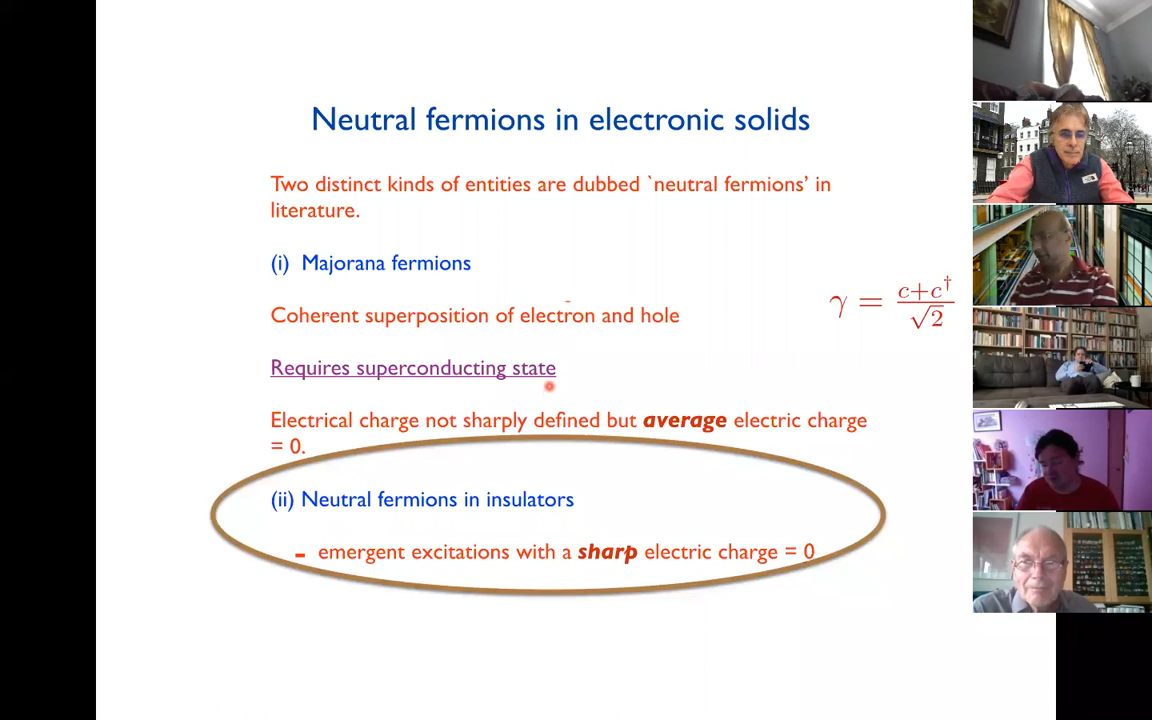 Neutral fermions in electronic solids
Two distinct kinds of entities are dubbed `neutral fermions’ in
literature.
(i) Majorana fermions
Coherent superposition of electron and hole
γ = c+c† / √2
Requires superconducting state
Electrical charge not sharply defined but average electric charge
= 0.
(ii) Neutral fermions in insulators
- emergent excitations with a sharp electric charge = 0